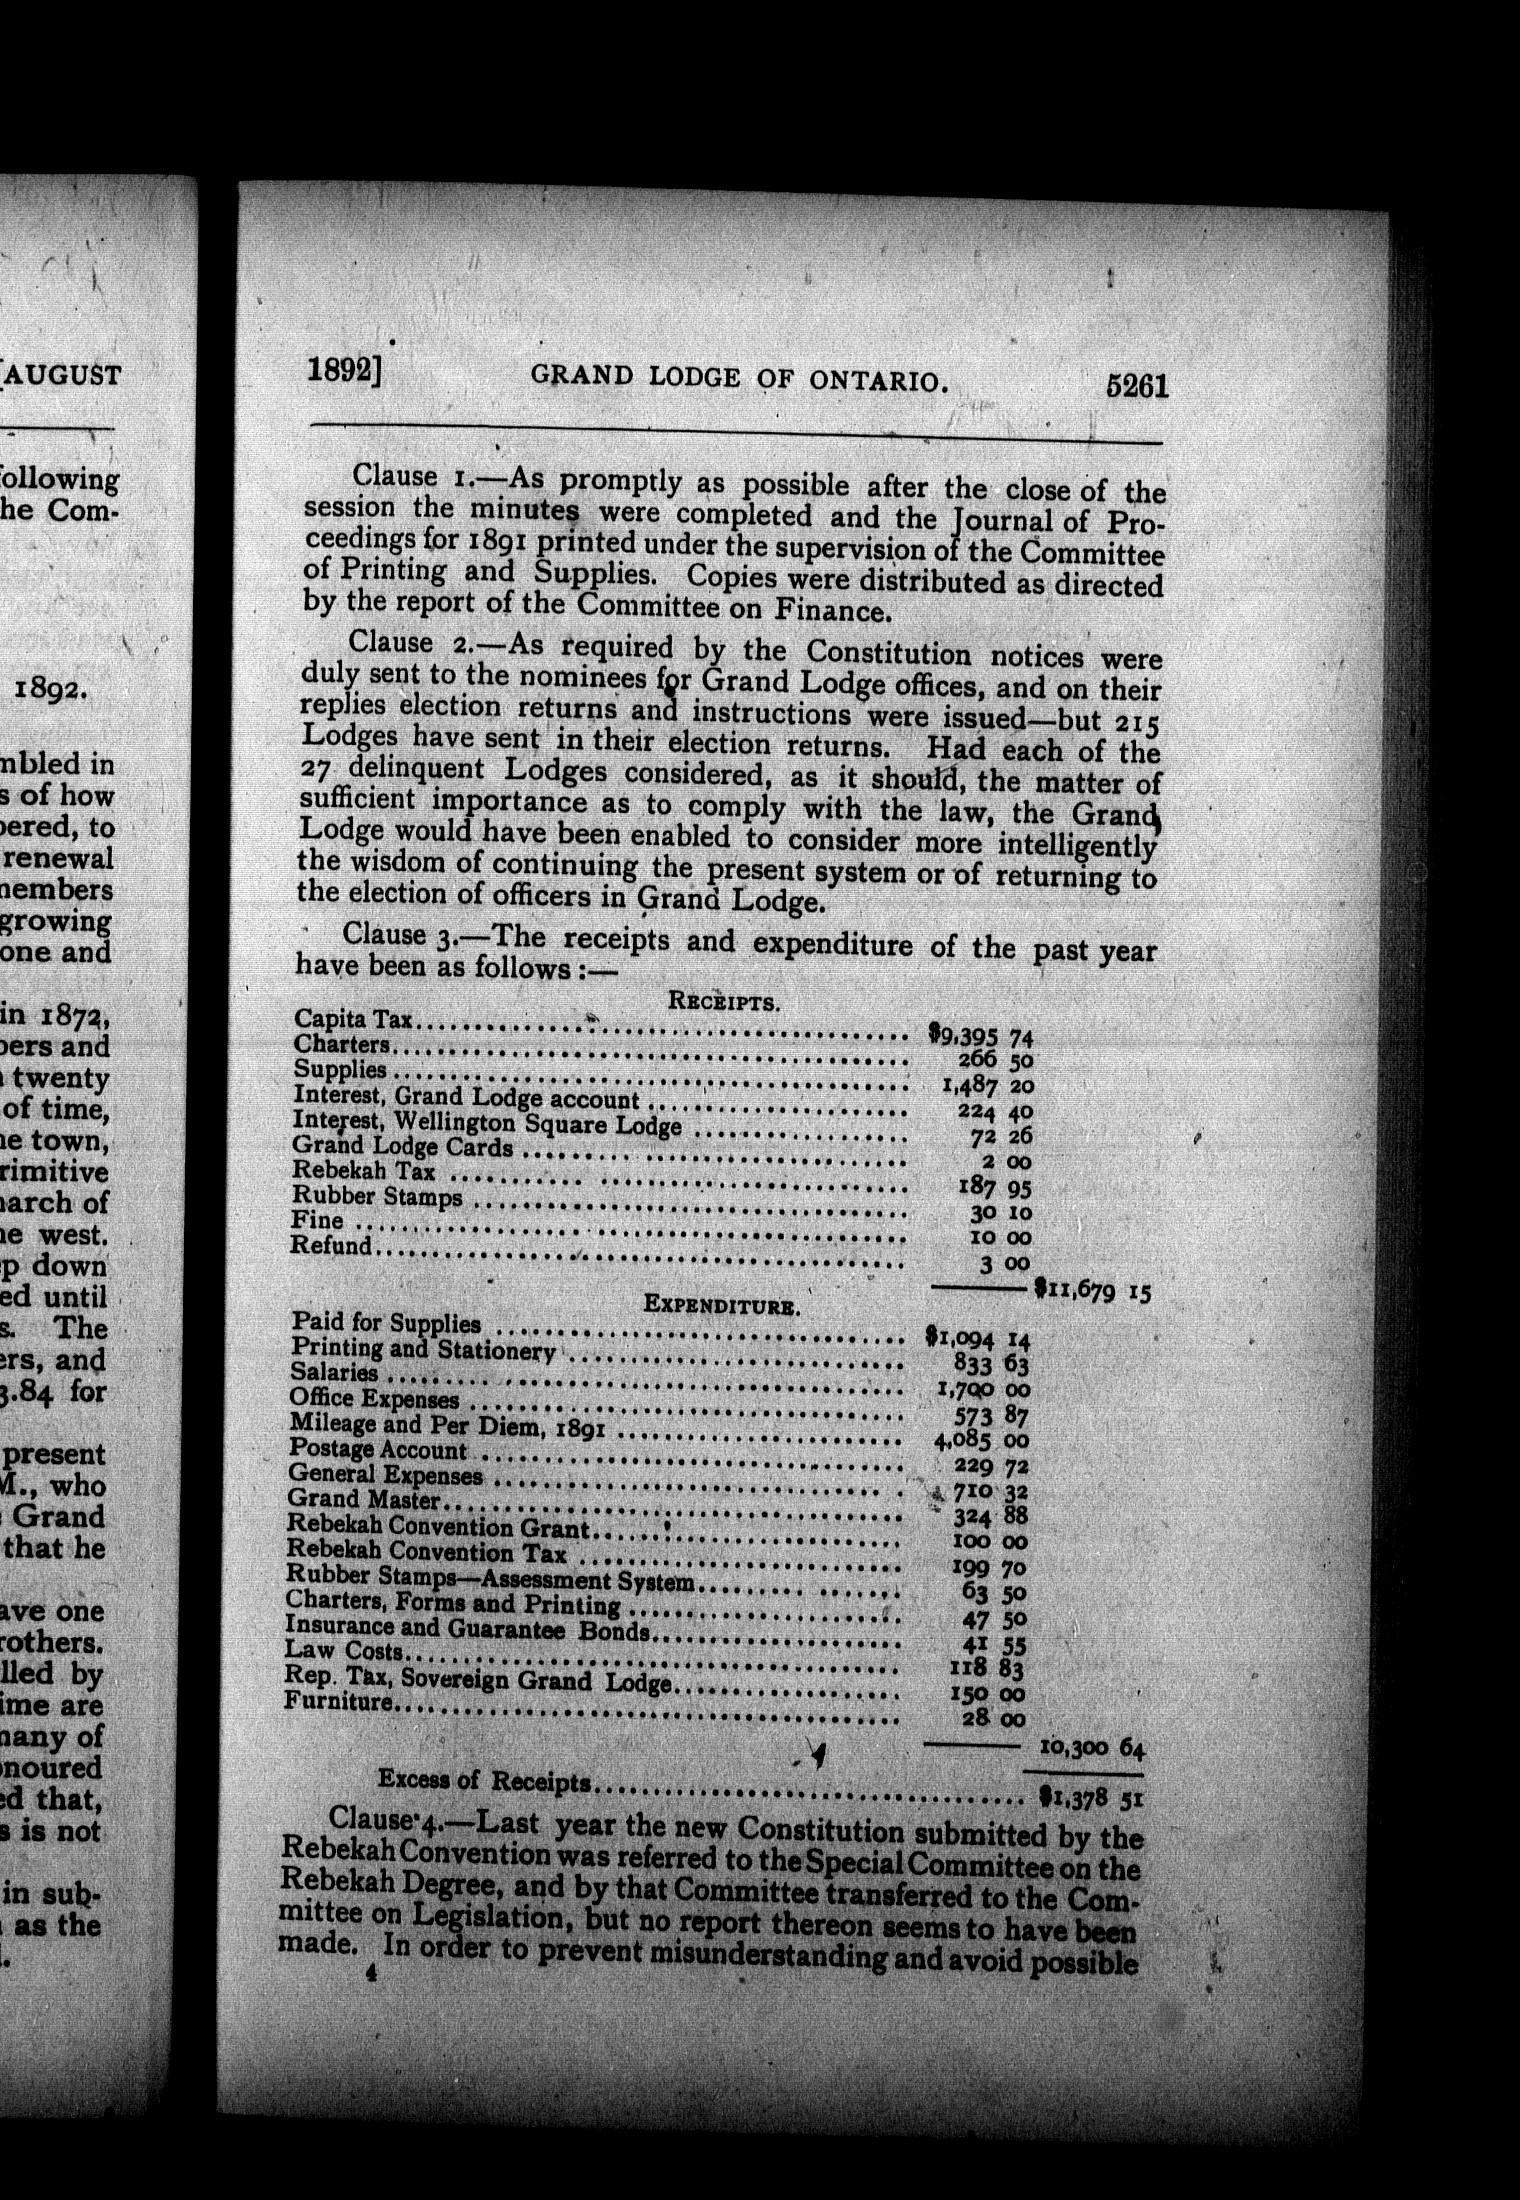 [AUGUST
following
the Com-
1892.
mbled in
s of how
pered, to
renewal
members
growing
one and
in 1872,
bers and
twenty
of time,
he town,
rimitive
march of
he west.
p down
ed until
s. The
ers, and
3.84 for
present
M., who
Grand
that he
ave one
rothers.
lled by
ime are
many of
onoured
ed that,
s is not
in sub-
as the
1892] GRAND LODGE OF ONTARIO. 5261
Clause 1.—As promptly as possible after the close of the
session the minutes were completed and the Journal of Pro-
ceedings for 1891 printed under the supervision of the Committee
of Printing and Supplies. Copies were distributed as directed
by the report of the Committee on Finance.
Clause 2.—As required by the Constitution notices were
duly sent to the nominees for Grand Lodge offices, and on their
replies election returns and instructions were issued—but 215
Lodges have sent in their election returns. Had each of the
27 delinquent Lodges considered, as it should, the matter of
sufficient importance as to comply with the law, the Grand
Lodge would have been enabled to consider more intelligently
the wisdom of continuing the present system or of returning to
the election of officers in Grand Lodge.
Clause 3.—The receipts and expenditure of the past year
have been as follows :—
RECEIPTS.
Capita Tax........................................ $9,395 74
Charters........................................ 266 50
Supplies ........................................ 1,487 20
Interest, Grand Lodge account ...................... 224 40
Interest, Wellington Square Lodge .................. 72 26
Grand Lodge Cards ................................ 2 00
Rebekah Tax .................................... 187 95
Rubber Stamps .................................. 30 10
Fine ............................................ 10 00
Refund.......................................... 3 00
$11,679 15
EXPENDITURE.
Paid for Supplies .................................. $1,094 14
Printing and Stationery ............................ 833 63
Salaries .......................................... 1,700 00
Office Expenses .................................. 573 87
Mileage and Per Diem, 1891 ........................ 4,085 00
Postage Account .................................. 229 72
General Expenses ................................ 710 32
Grand Master.................................... 324 88
Rebekah Convention Grant.......................... 100 00
Rebekah Convention Tax .......................... 199 70
Rubber Stamps—Assessment System................ 63 50
Charters, Forms and Printing ...................... 47 50
Insurance and Guarantee Bonds...................... 41 55
Law Costs........................................ 118 83
Rep. Tax, Sovereign Grand Lodge.................. 150 00
Furniture........................................ 28 00
10,300 64
Excess of Receipts.................................... $1,378 51
Clause 4.—Last year the new Constitution submitted by the
Rebekah Convention was referred to the Special Committee on the
Rebekah Degree, and by that Committee transferred to the Com-
mittee on Legislation, but no report thereon seems to have been
made. In order to prevent misunderstanding and avoid possible
4